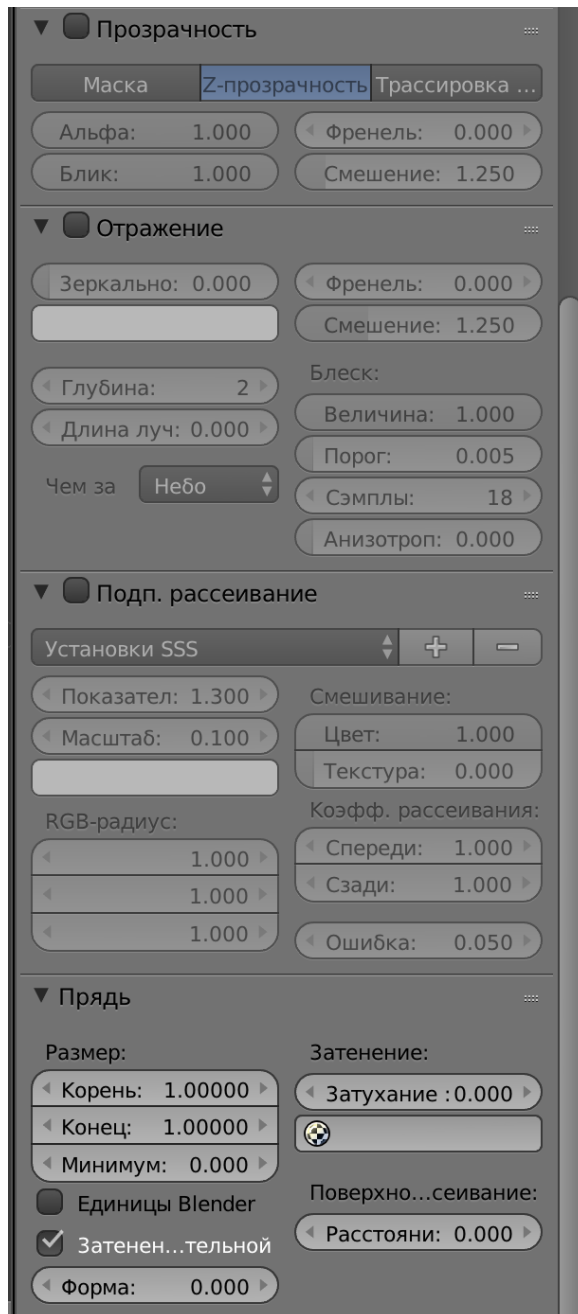 Прозрачность
Маска Z-прозрачность Трассировка ...
Альфа: 1.000 Френель: 0.000
Блик: 1.000 Смешение: 1.250
Отражение
Зеркально: 0.000 Френель: 0.000
Смешение: 1.250
Глубина: 2 Блеск:
Длина луч: 0.000 Величина: 1.000
Порог: 0.005
Чем за Небо Сэмплы: 18
Анизотроп: 0.000
Подп. рассеивание
Установки SSS
Показател: 1.300 Смешивание:
Масштаб: 0.100 Цвет: 1.000
Текстура: 0.000
RGB-радиус: Коэфф. рассеивания:
1.000 Спереди: 1.000
1.000 Сзади: 1.000
1.000 Ошибка: 0.050
Прядь
Размер: Затенение:
Корень: 1.00000 Затухание : 0.000
Конец: 1.00000
Минимум: 0.000
Единицы Blender Поверхно...сеивание:
Затенен...тельной Расстояни: 0.000
Форма: 0.000